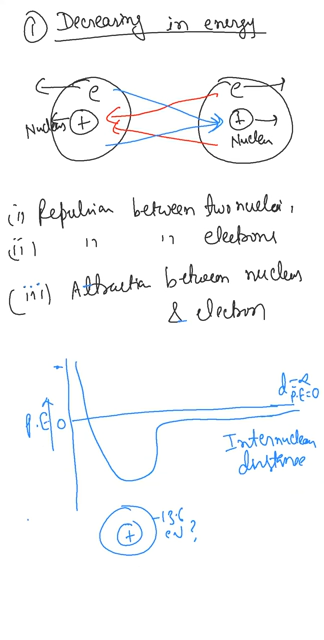 ① Decreasing in energy
e
e
+
+
Nucleus
Nuclei
(i) Repulsion between two nuclei,
(ii) " " electrons
(iii) Attraction between nucleus
& electron
d = ∝
P.E = 0
P.E
0
Internuclear
distance
+
-13.6
eV?